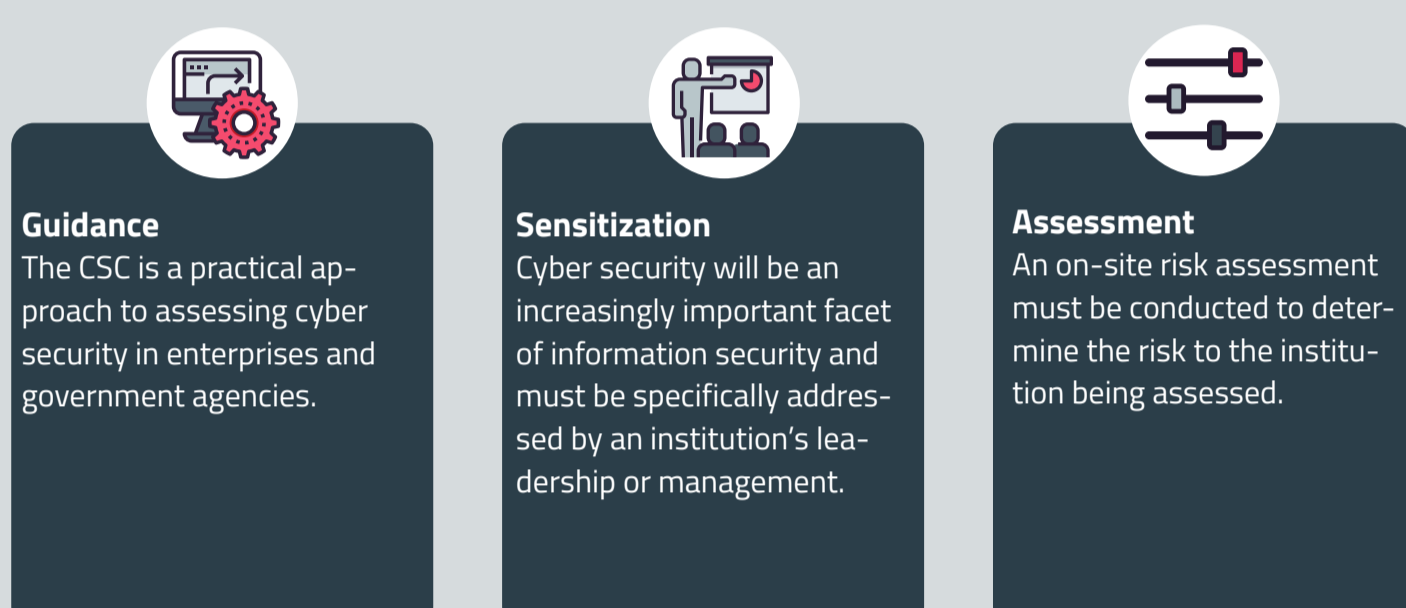 Guidance
The CSC is a practical ap-
proach to assessing cyber
security in enterprises and
government agencies.
Sensitization
Cyber security will be an
increasingly important facet
of information security and
must be specifically addres-
sed by an institution's lea-
dership or management.
Assessment
An on-site risk assessment
must be conducted to deter-
mine the risk to the institu-
tion being assessed.